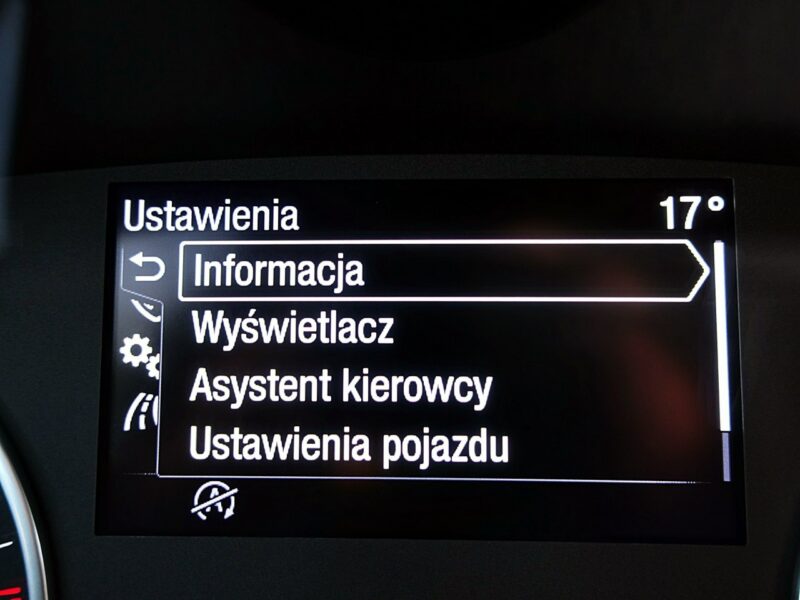 Ustawienia 17°
Informacja
Wyświetlacz
Asystent kierowcy
Ustawienia pojazdu
A